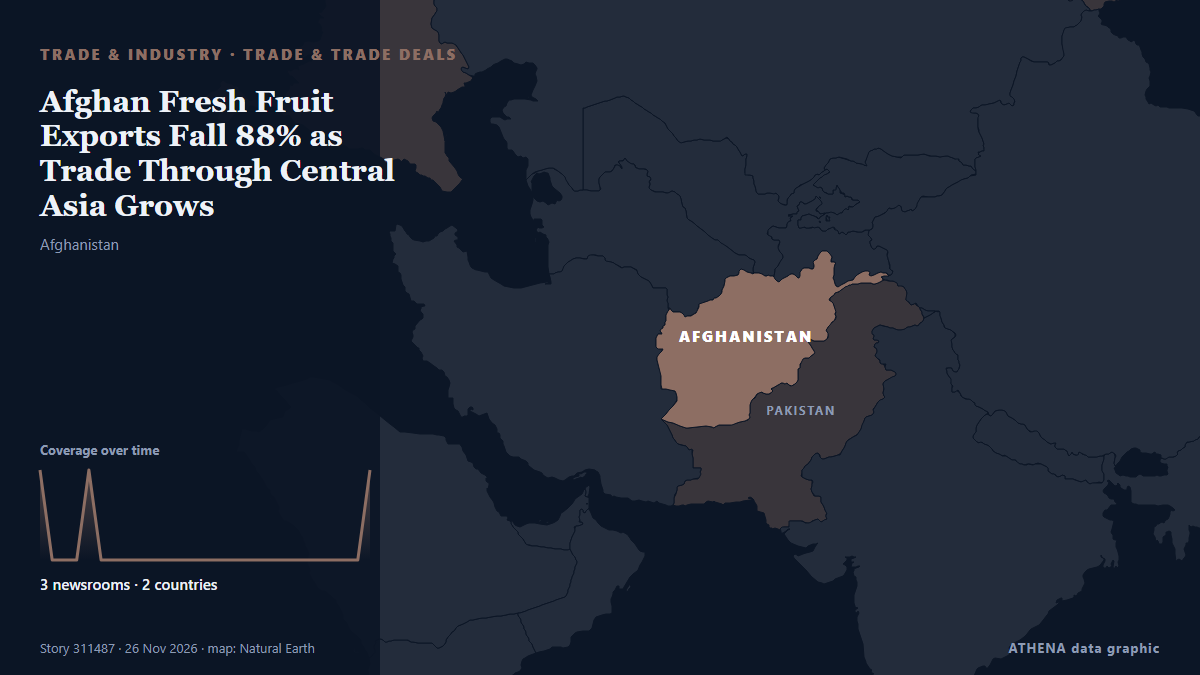 TRADE & INDUSTRY · TRADE & TRADE DEALS
Afghan Fresh Fruit
Exports Fall 88% as
Trade Through Central
Asia Grows
Afghanistan
AFGHANISTAN
PAKISTAN
Coverage over time
3 newsrooms · 2 countries
Story 311487 · 26 Nov 2026 · map: Natural Earth
ATHENA data graphic